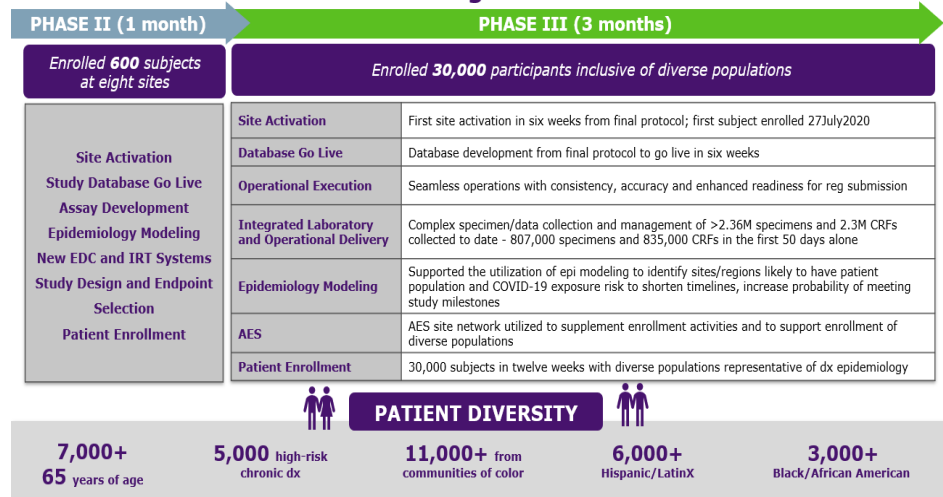 PHASE II (1 month)
PHASE III (3 months)
Enrolled 600 subjects
at eight sites
Enrolled 30,000 participants inclusive of diverse populations
Site Activation
Study Database Go Live
Assay Development
Epidemiology Modeling
New EDC and IRT Systems
Study Design and Endpoint
Selection
Patient Enrollment
Site Activation
First site activation in six weeks from final protocol; first subject enrolled 27July2020
Database Go Live
Database development from final protocol to go live in six weeks
Operational Execution
Seamless operations with consistency, accuracy and enhanced readiness for reg submission
Integrated Laboratory
and Operational Delivery
Complex specimen/data collection and management of >2.36M specimens and 2.3M CRFs
collected to date - 807,000 specimens and 835,000 CRFs in the first 50 days alone
Epidemiology Modeling
Supported the utilization of epi modeling to identify sites/regions likely to have patient
population and COVID-19 exposure risk to shorten timelines, increase probability of meeting
study milestones
AES
AES site network utilized to supplement enrollment activities and to support enrollment of
diverse populations
Patient Enrollment
30,000 subjects in twelve weeks with diverse populations representative of dx epidemiology
PATIENT DIVERSITY
7,000+
65 years of age
5,000 high-risk
chronic dx
11,000+ from
communities of color
6,000+
Hispanic/LatinX
3,000+
Black/African American